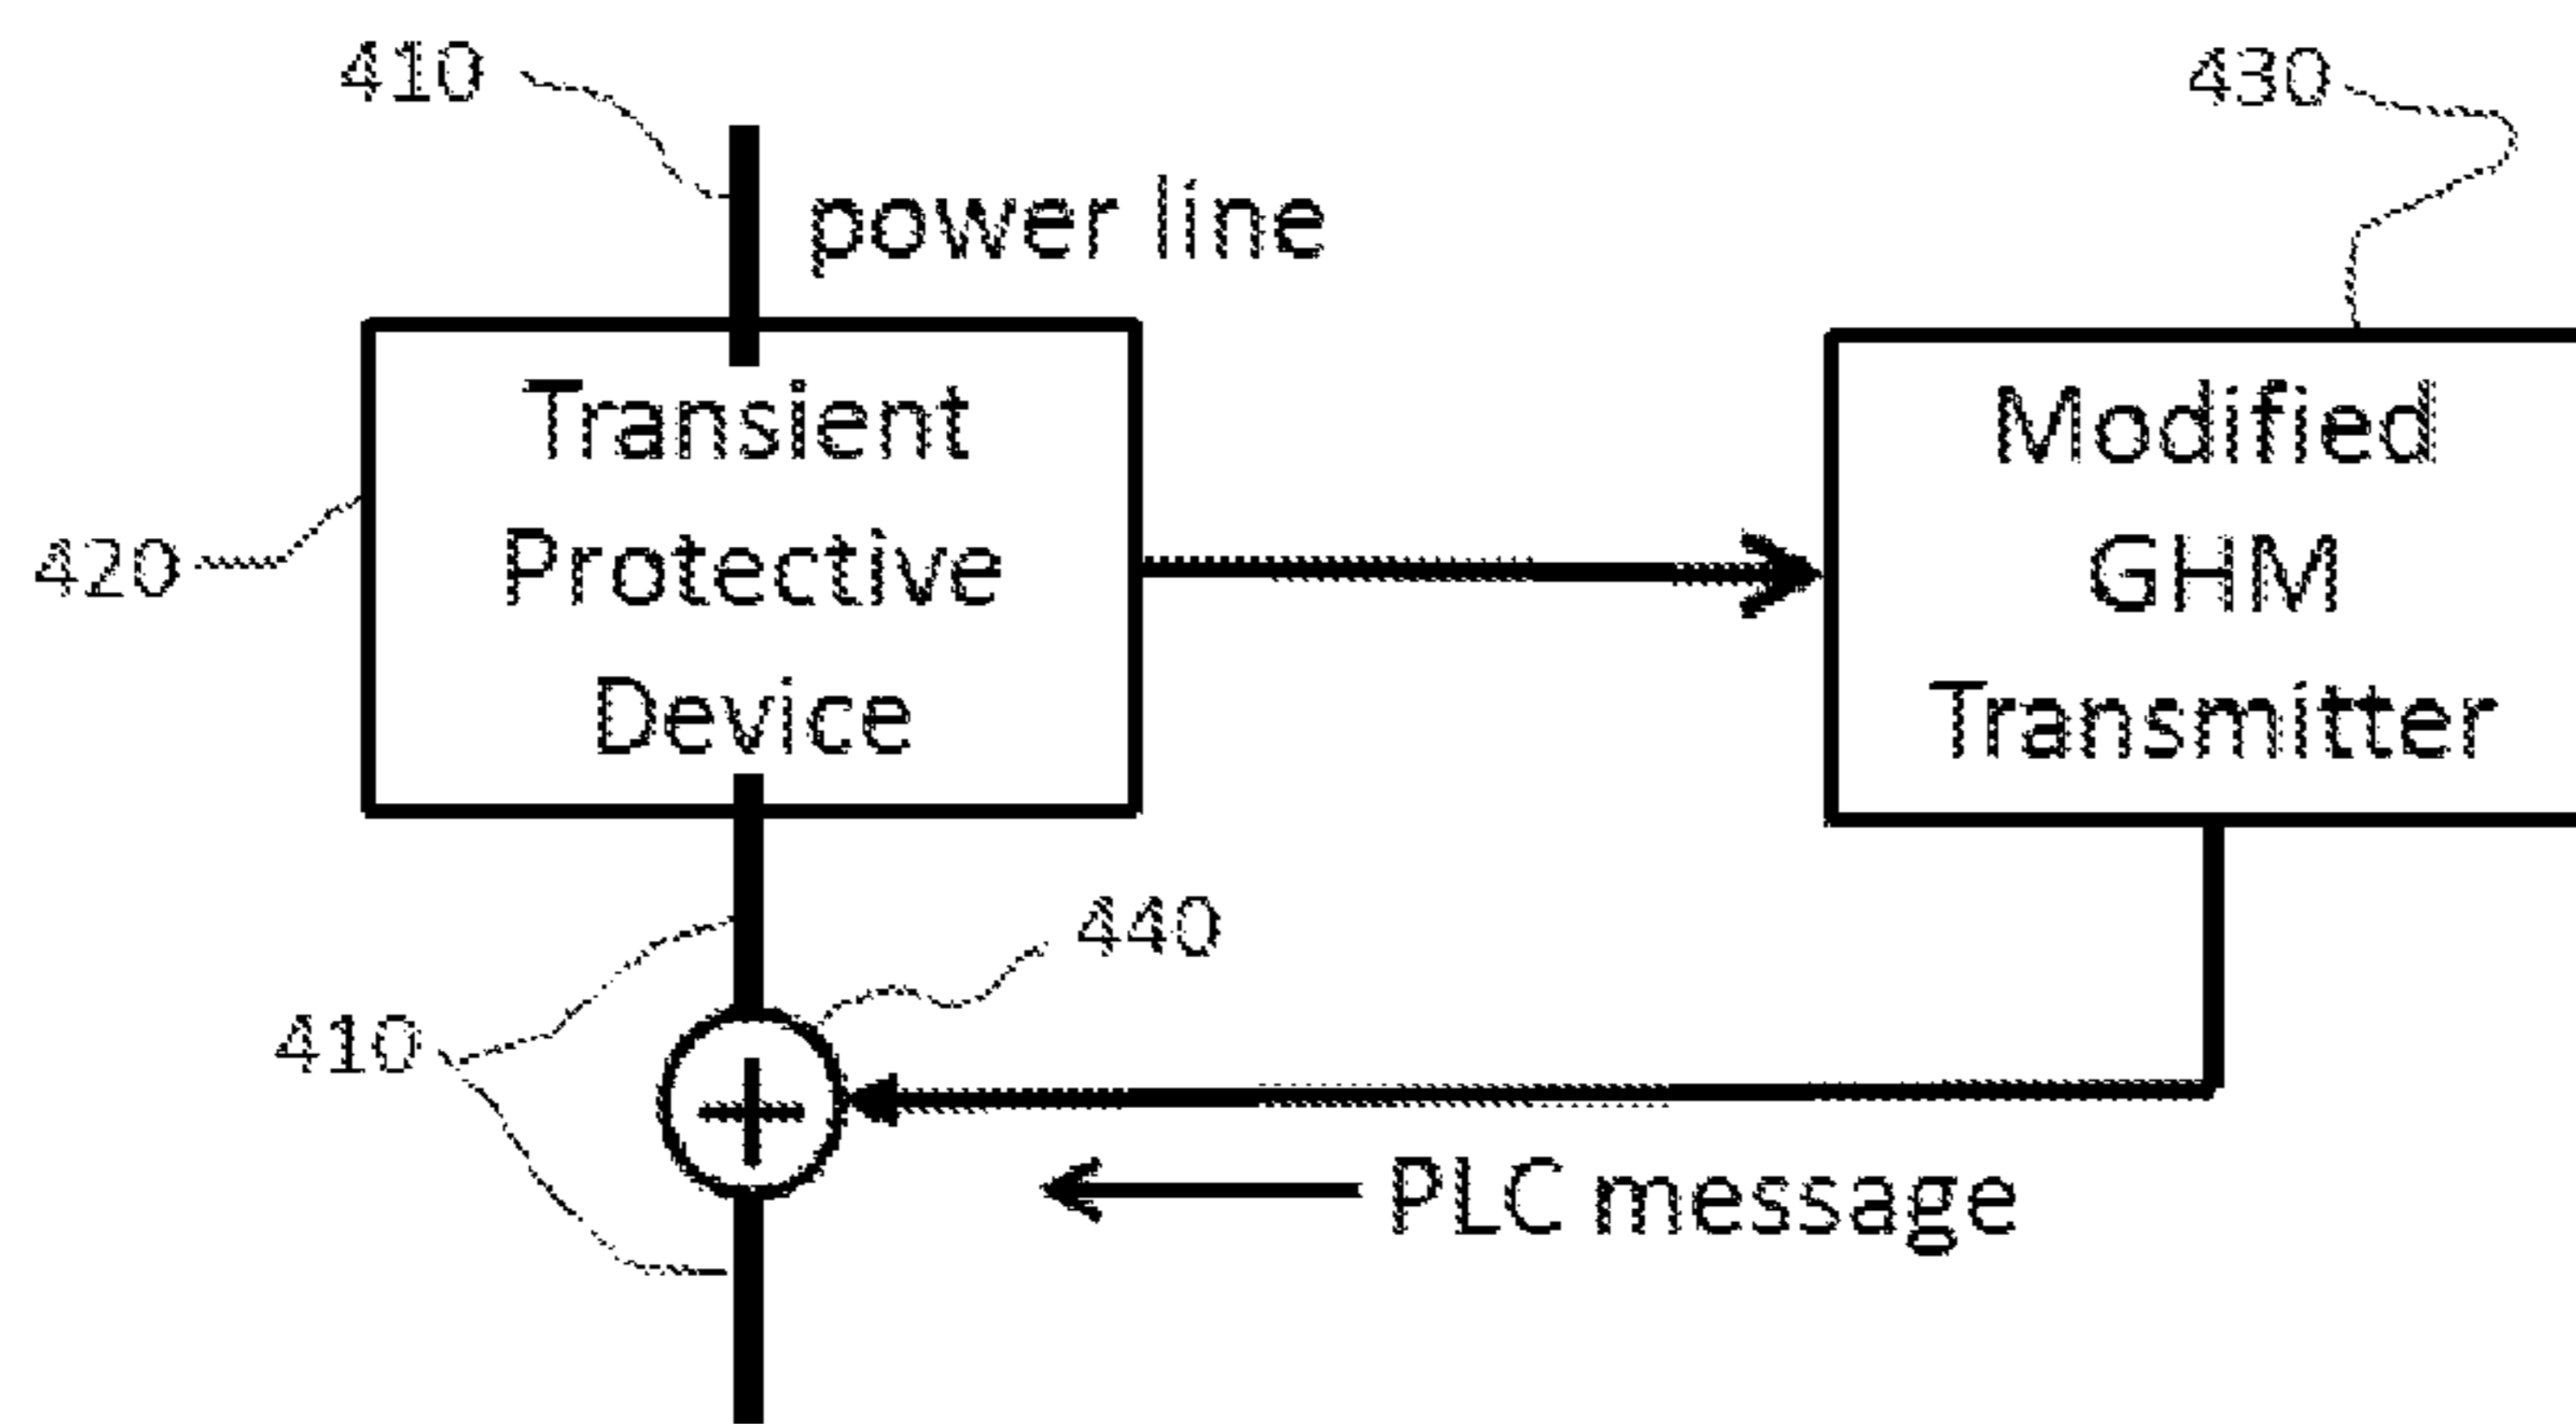 410
430
power line
Transient
Protective
Device
Modified
GHM
Transmitter
420
440
410
PLC message